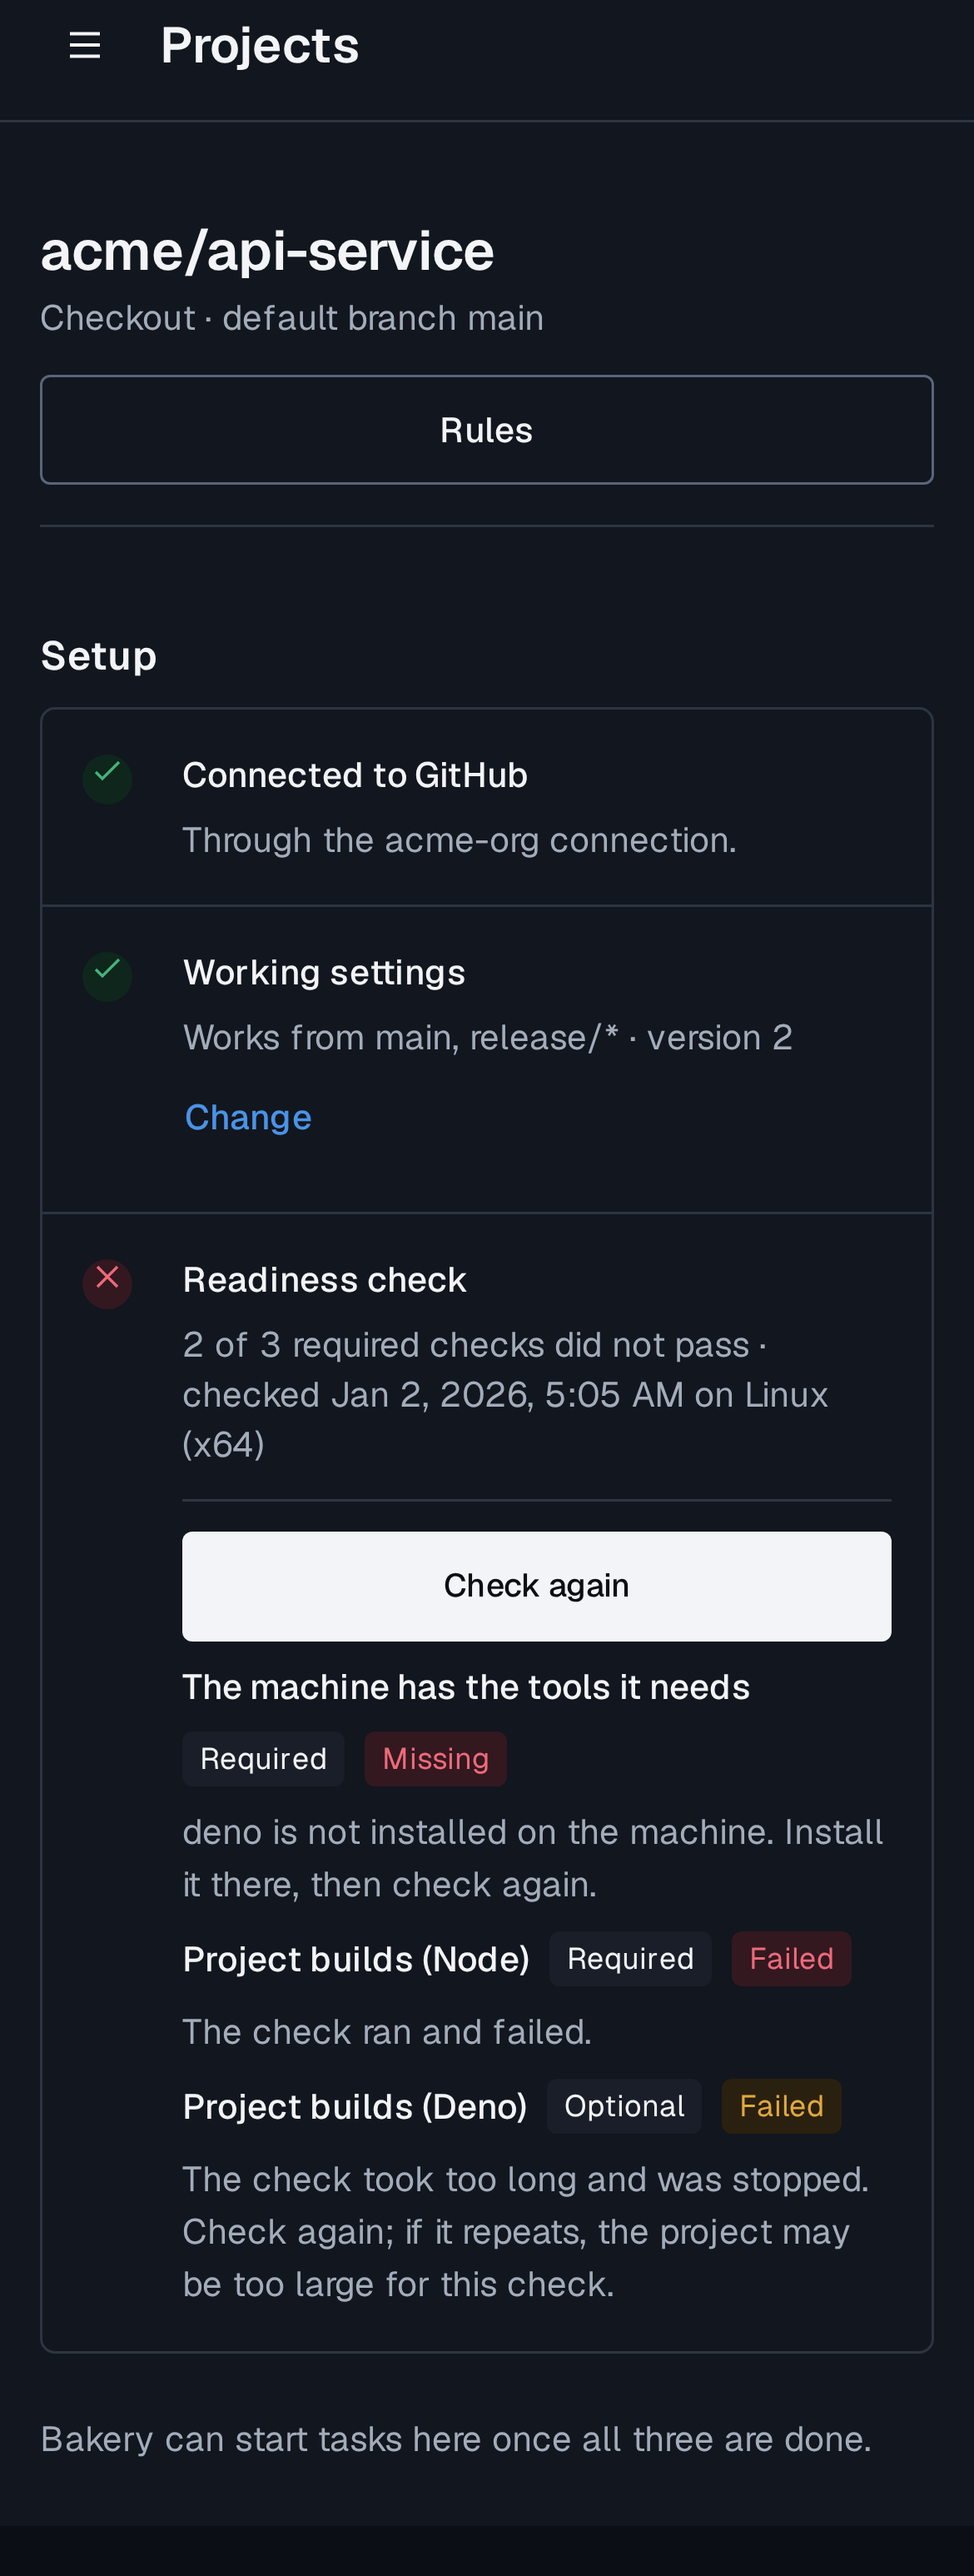 Projects
acme/api-service
Checkout · default branch main
Rules
Setup
Connected to GitHub
Through the acme-org connection.
Working settings
Works from main, release/* · version 2
Change
Readiness check
2 of 3 required checks did not pass ·
checked Jan 2, 2026, 5:05 AM on Linux
(x64)
Check again
The machine has the tools it needs
Required Missing
deno is not installed on the machine. Install
it there, then check again.
Project builds (Node) Required Failed
The check ran and failed.
Project builds (Deno) Optional Failed
The check took too long and was stopped.
Check again; if it repeats, the project may
be too large for this check.
Bakery can start tasks here once all three are done.